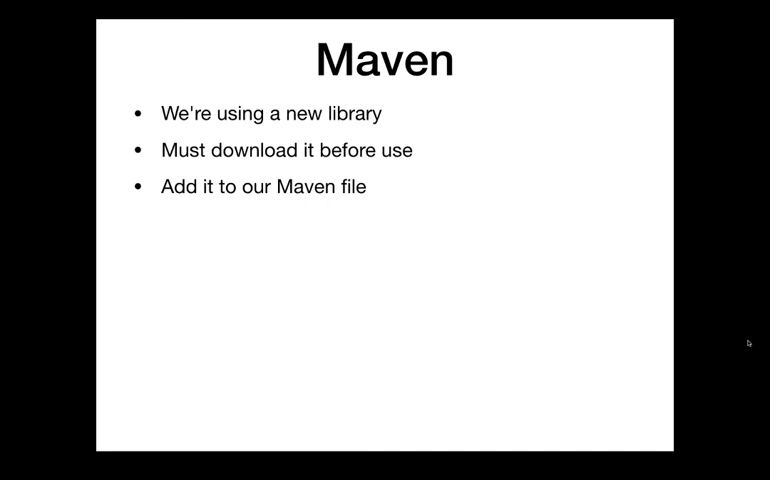 Maven
• We're using a new library
• Must download it before use
• Add it to our Maven file